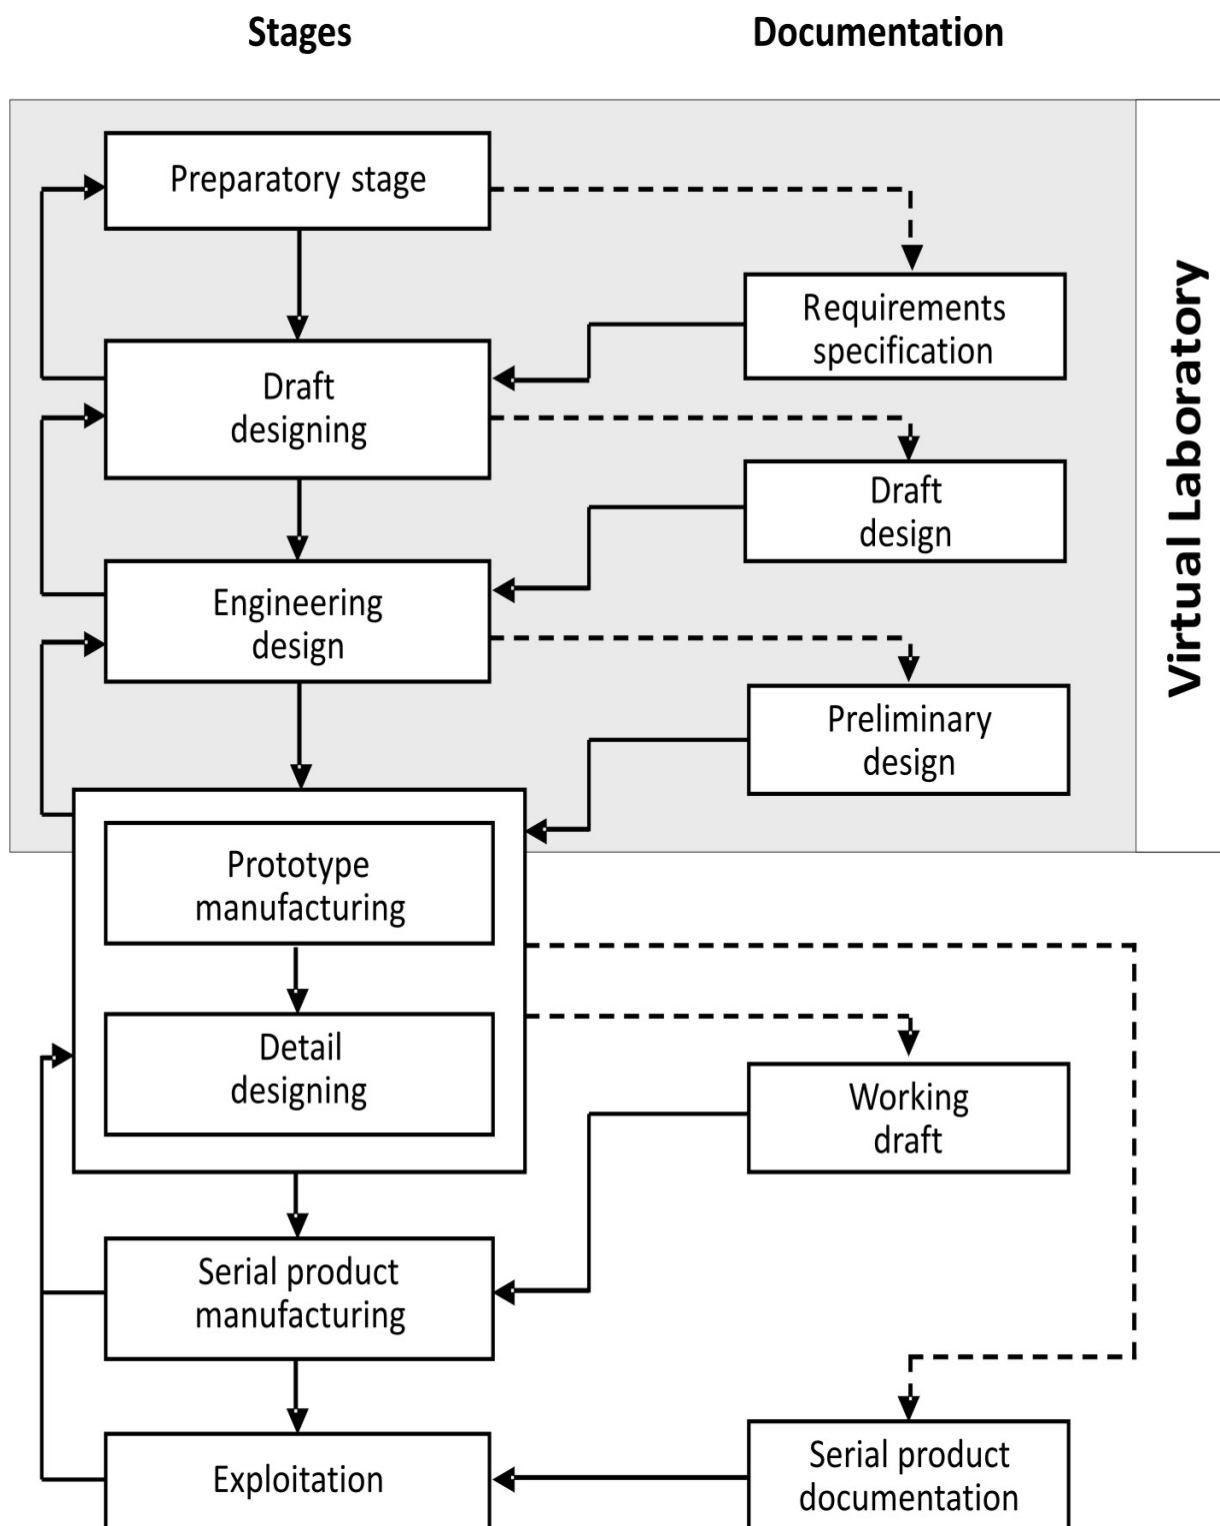 Stages
Documentation
Preparatory stage
Requirements
specification
Draft
designing
Draft
design
Engineering
design
Preliminary
design
Prototype
manufacturing
Detail
designing
Working
draft
Serial product
manufacturing
Exploitation
Serial product
documentation
Virtual Laboratory